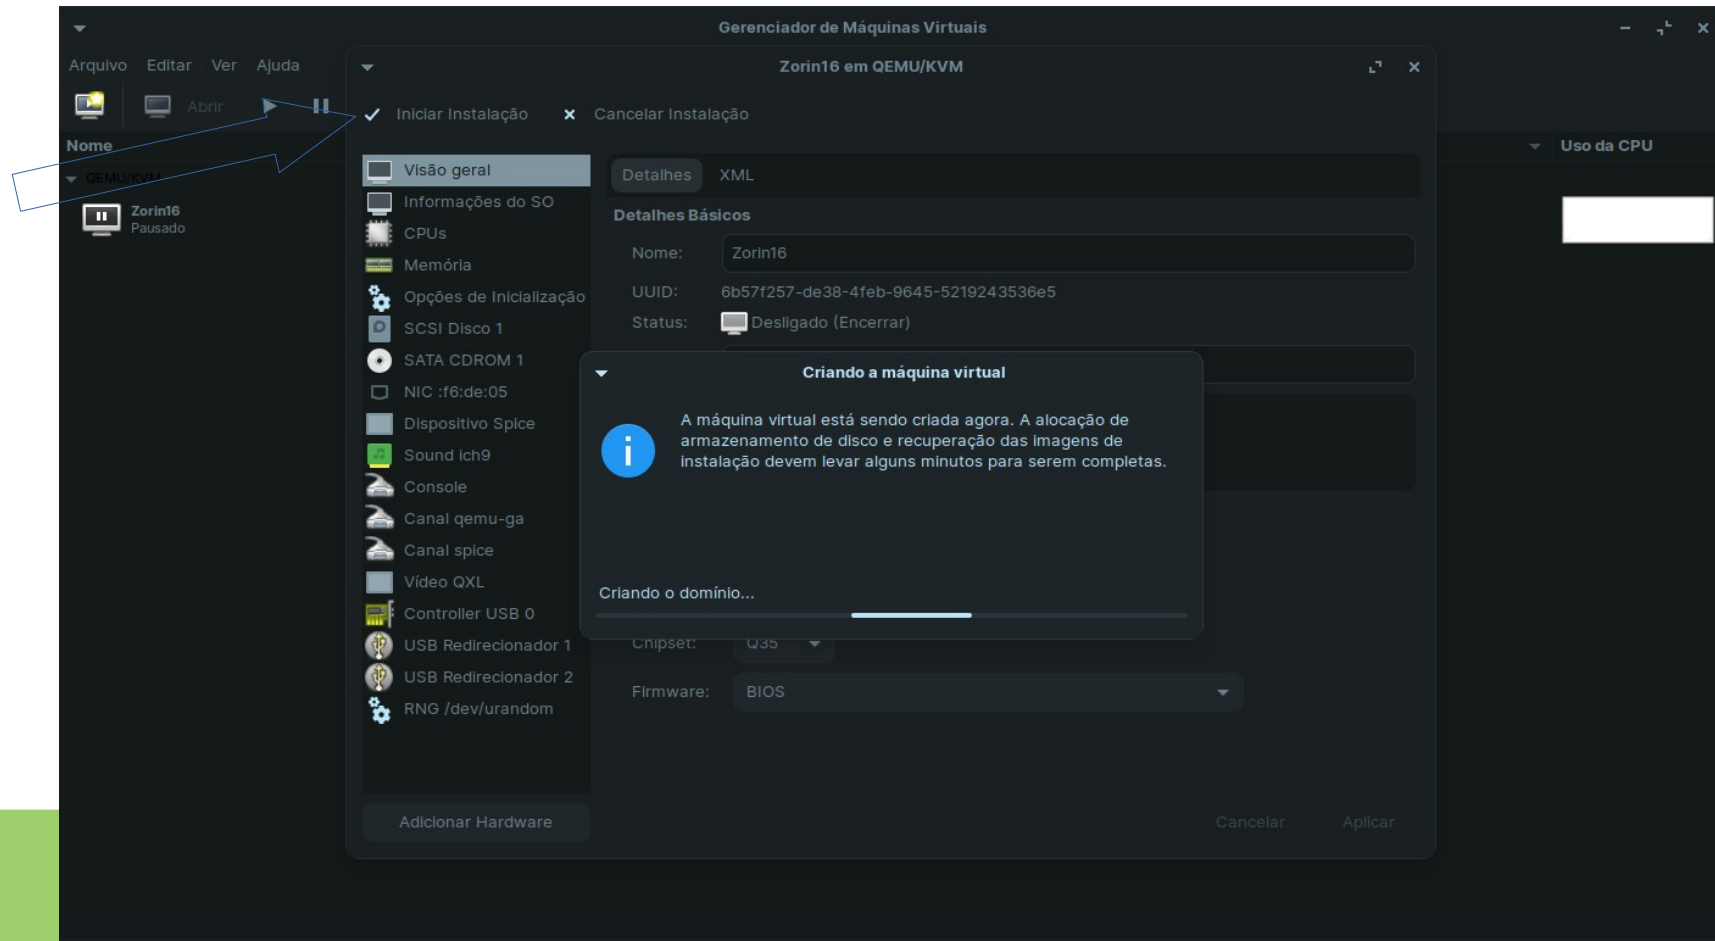 Gerenciador de Máquinas Virtuais
Arquivo Editar Ver Ajuda
Zorin16 em QEMU/KVM
Abrir
Iniciar Instalação
Cancelar Instalação
Nome
Uso da CPU
QEMU/KVM
Zorin16
Pausado
Visão geral
Informações do SO
CPUs
Memória
Opções de Inicialização
SCSI Disco 1
SATA CDROM 1
NIC :f6:de:05
Dispositivo Spice
Sound ich9
Console
Canal qemu-ga
Canal spice
Vídeo QXL
Controller USB 0
USB Redirecionador 1
USB Redirecionador 2
RNG /dev/urandom
Adicionar Hardware
Detalhes XML
Detalhes Básicos
Nome: Zorin16
UUID: 6b57f257-de38-4feb-9645-5219243536e5
Status: Desligado (Encerrar)
Criando a máquina virtual
A máquina virtual está sendo criada agora. A alocação de
armazenamento de disco e recuperação das imagens de
instalação devem levar alguns minutos para serem completas.
Criando o domínio...
Chipset: Q35
Firmware: BIOS
Cancelar Aplicar